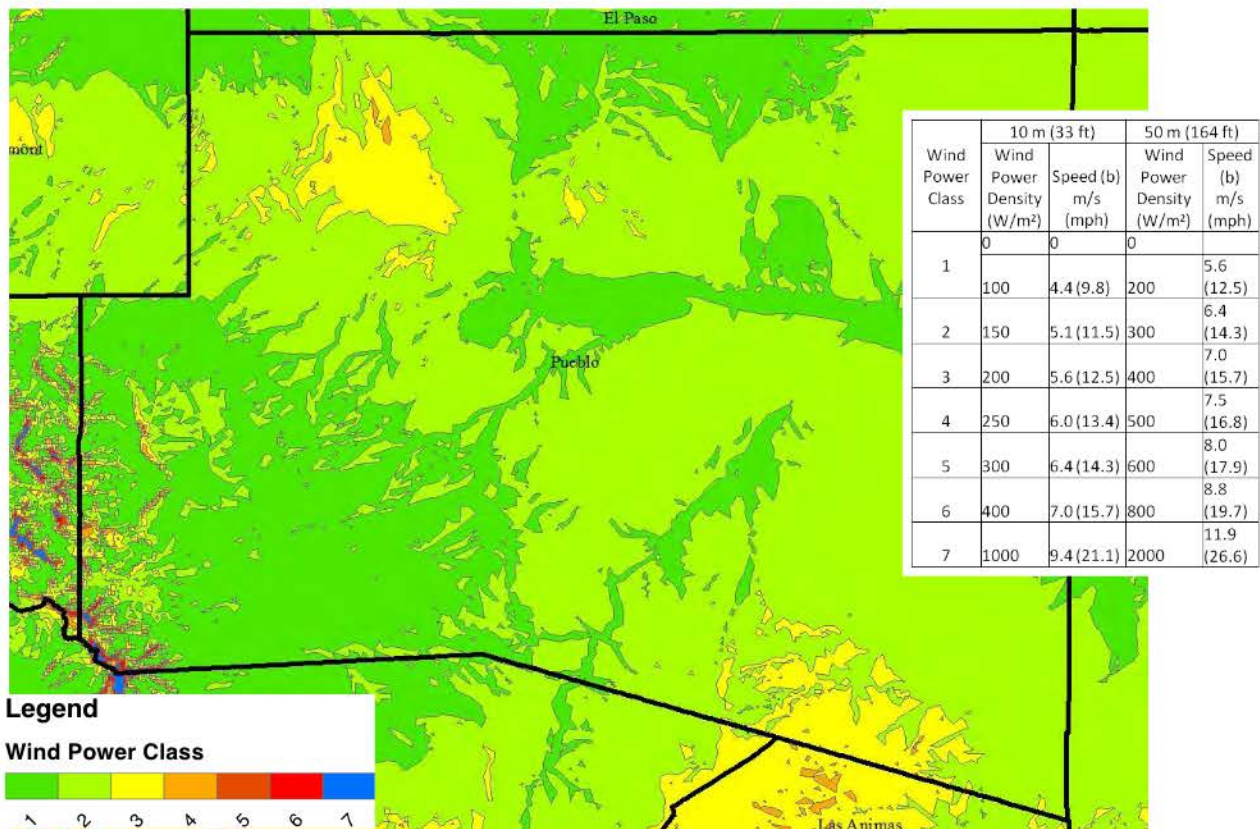 El Paso
mont
Pueblo
Las Animas
10 m (33 ft) 50 m (164 ft)
Wind Power Class
Wind Power Density (W/m²)
Speed (b) m/s (mph)
Wind Power Density (W/m²)
Speed (b) m/s (mph)
1 0 0 0
100 4.4 (9.8) 200 5.6 (12.5)
2 150 5.1 (11.5) 300 6.4 (14.3)
3 200 5.6 (12.5) 400 7.0 (15.7)
4 250 6.0 (13.4) 500 7.5 (16.8)
5 300 6.4 (14.3) 600 8.0 (17.9)
6 400 7.0 (15.7) 800 8.8 (19.7)
7 1000 9.4 (21.1) 2000 11.9 (26.6)
Legend
Wind Power Class
1 2 3 4 5 6 7